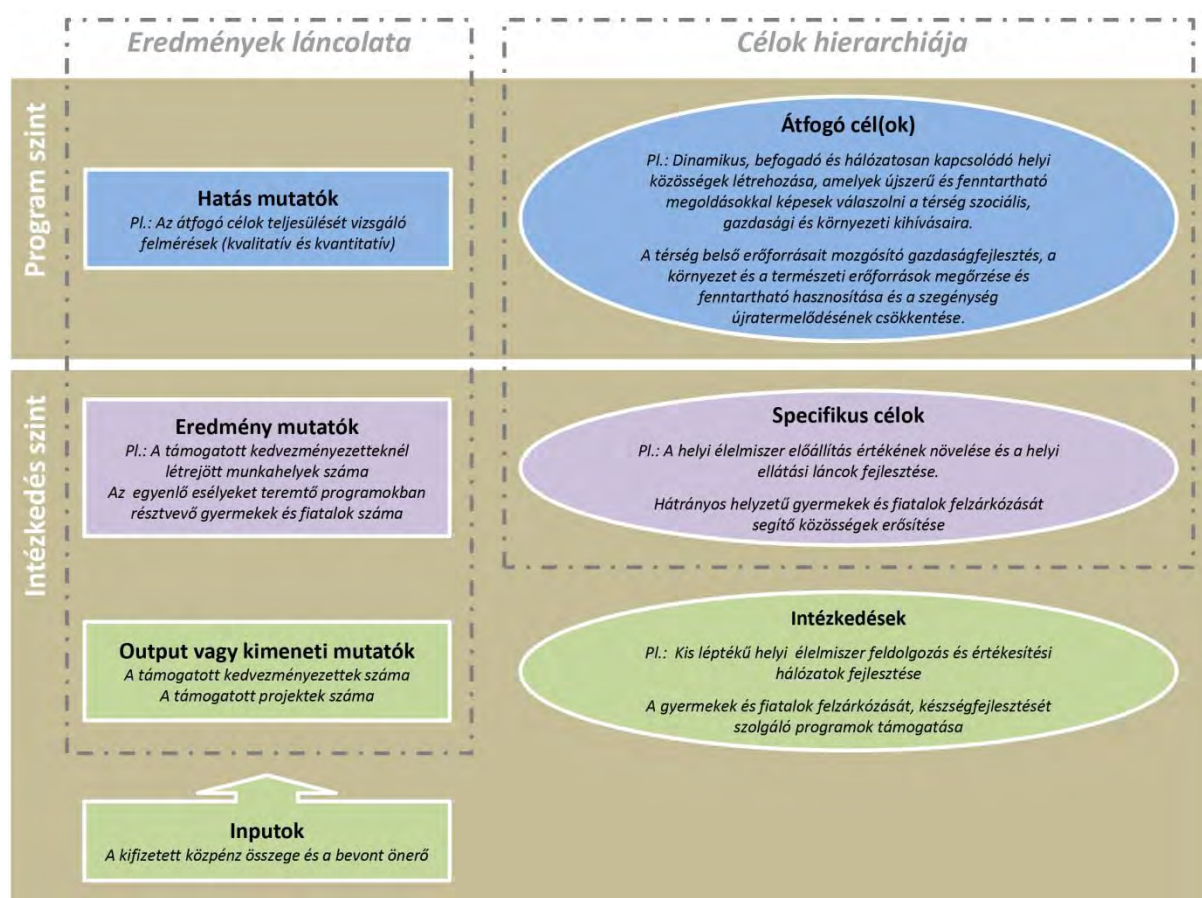 Eredmények láncolata
Célok hierarchiája
Program szint
Hatás mutatók
Pl.: Az átfogó célok teljesülését vizsgáló
felmérések (kvalitatív és kvantitatív)
Átfogó cél(ok)
Pl.: Dinamikus, befogadó és hálózatosan kapcsolódó helyi
közösségek létrehozása, amelyek újszerű és fenntartható
megoldásokkal képesek válaszolni a térség szociális,
gazdasági és környezeti kihívásaira.
A térség belső erőforrásait mozgósító gazdaságfejlesztés, a
környezet és a természeti erőforrások megőrzése és
fenntartható hasznosítása és a szegénység
újratermelődésének csökkentése.
Intézkedés szint
Eredmény mutatók
Pl.: A támogatott kedvezményezetteknél
létrejött munkahelyek száma
Az egyenlő esélyeket teremtő programokban
résztvevő gyermekek és fiatalok száma
Specifikus célok
Pl.: A helyi élelmiszer előállítás értékének növelése és a helyi
ellátási láncok fejlesztése.
Hátrányos helyzetű gyermekek és fiatalok felzárkózását
segítő közösségek erősítése
Output vagy kimeneti mutatók
A támogatott kedvezményezettek száma
A támogatott projektek száma
Intézkedések
Pl.: Kis léptékű helyi élelmiszer feldolgozás és értékesítési
hálózatok fejlesztése
A gyermekek és fiatalok felzárkózását, készségfejlesztését
szolgáló programok támogatása
Inputok
A kifizetett közpénz összege és a bevont önerő